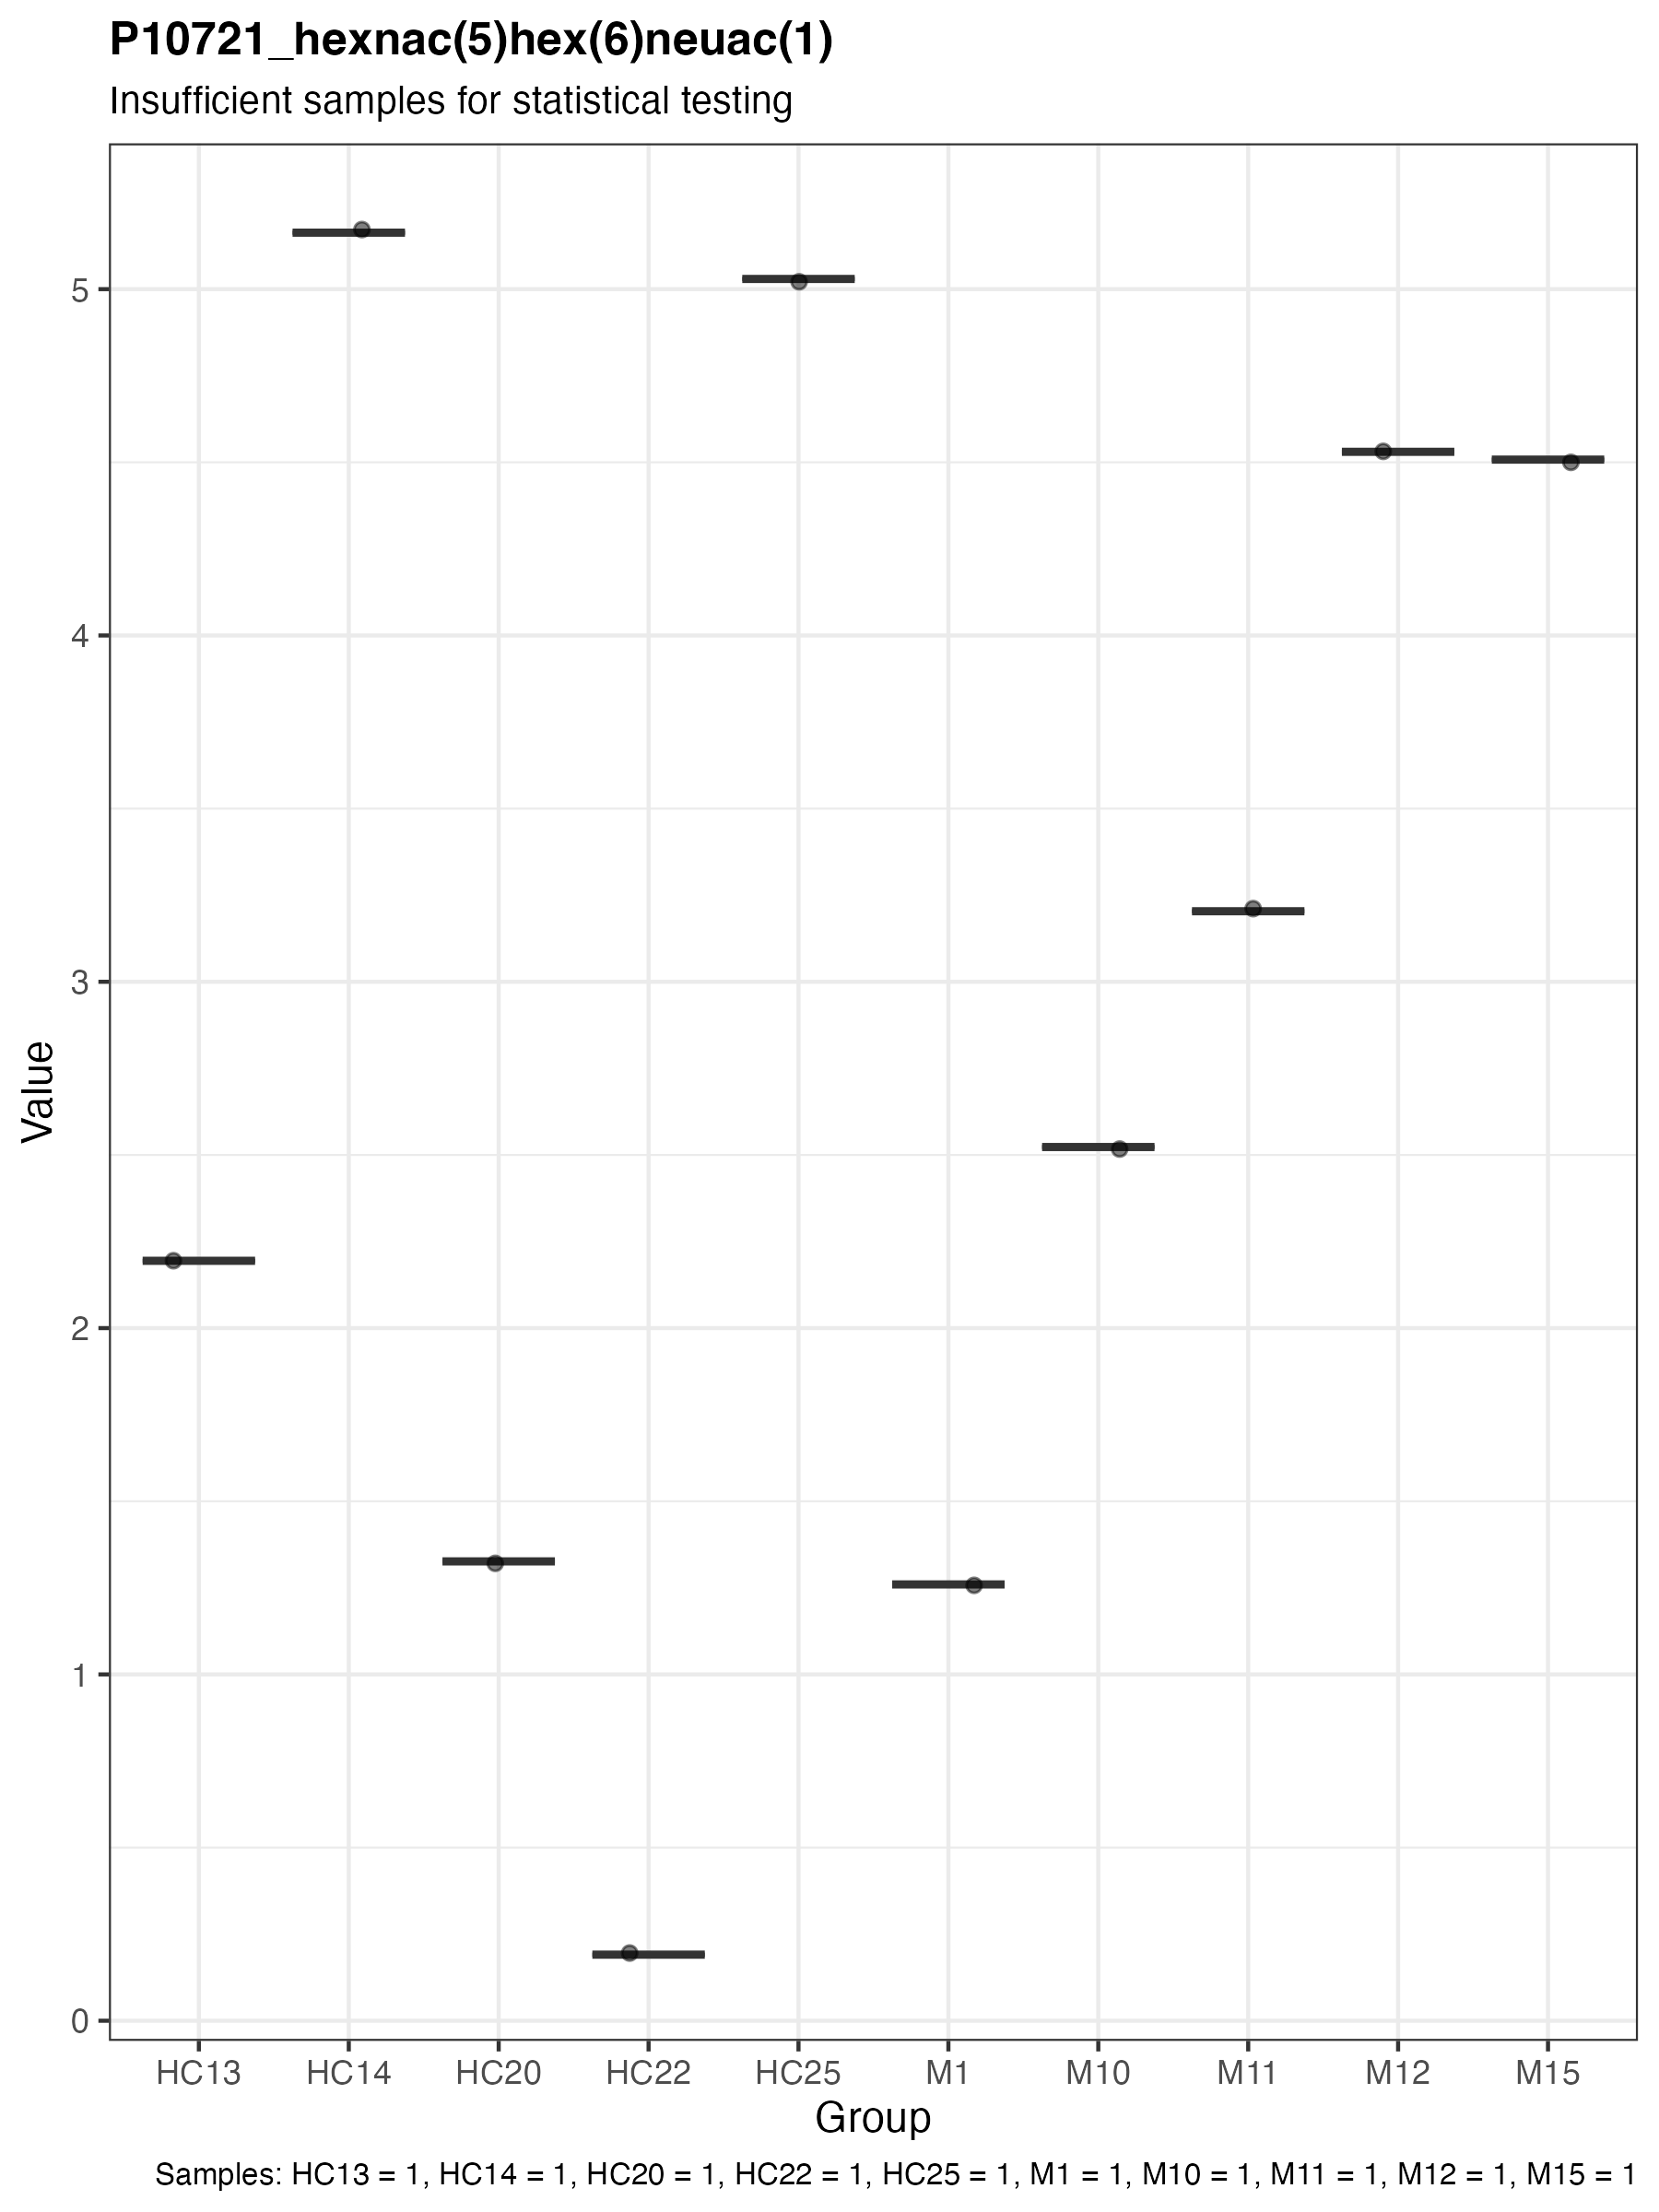 P10721_hexnac(5)hex(6)neuac(1)
Insufficient samples for statistical testing
5
4
3
2
1
0
Value
HC13 HC14 HC20 HC22 HC25 M1 M10 M11 M12 M15
Group
Samples: HC13 = 1, HC14 = 1, HC20 = 1, HC22 = 1, HC25 = 1, M1 = 1, M10 = 1, M11 = 1, M12 = 1, M15 = 1